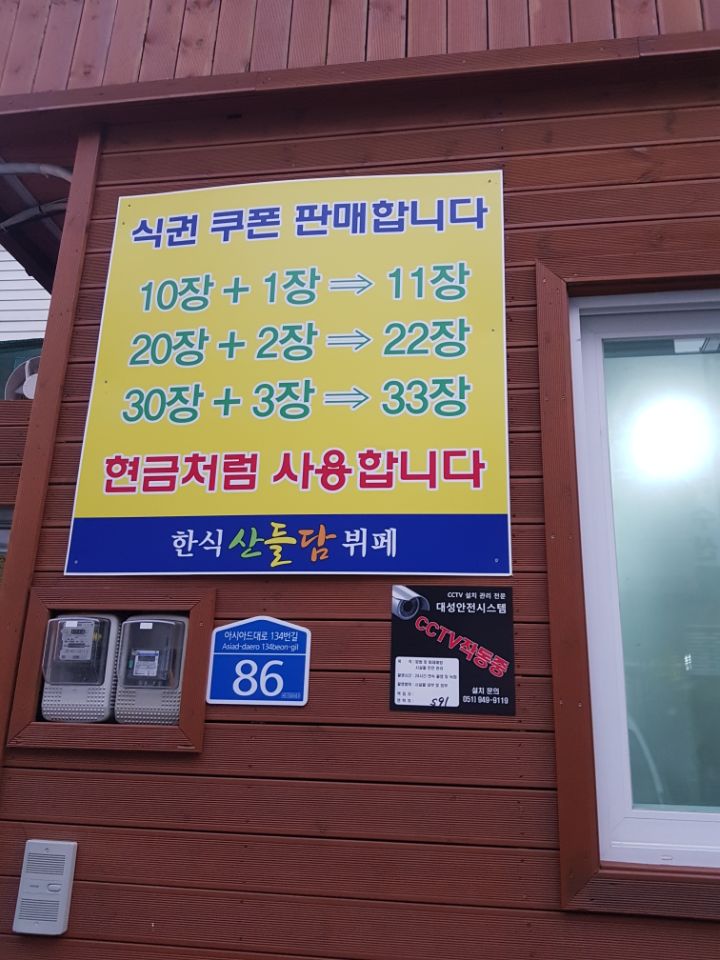 식권 쿠폰 판매합니다
10장 + 1장 ⇒ 11장
20장 + 2장 ⇒ 22장
30장 + 3장 ⇒ 33장
현금처럼 사용합니다
한식 산들담 뷔페
아시아드대로 134번길
Asiad-daero 134beon-gil
86
CCTV 설치 관리 전문
대성안전시스템
CCTV작동중
591
설치 문의
051) 949-9119